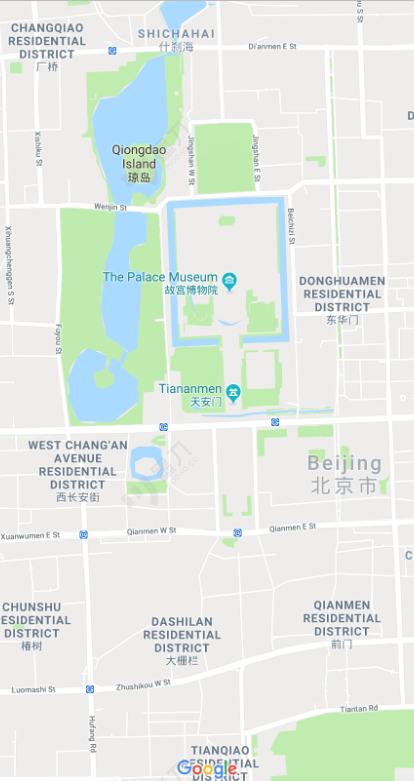 CHANGQIAO
RESIDENTIAL
DISTRICT
厂桥
SHICHAHAI
什刹海
Di'anmen E St
Xishiku St
Qiongdao
Island
琼岛
Jingshan W St
Jingshan E St
D
Wenjin St
Xihuangchenggen S St
Beichizi St
The Palace Museum
故宫博物院
DONGHUAMEN
RESIDENTIAL
DISTRICT
东华门
Fuyou St
Tiananmen
天安门
WEST CHANG'AN
AVENUE
RESIDENTIAL
DISTRICT
西长安街
Beijing
北京市
Xuanwumen E St
Qianmen W St
Qianmen E St
C
CHUNSHU
RESIDENTIAL
DISTRICT
椿树
DASHILAN
RESIDENTIAL
DISTRICT
大栅栏
QIANMEN
RESIDENTIAL
DISTRICT
前门
Luomashi St
Zhushikou W St
Hufang Rd
Tiantan Rd
TIANQIAO
RESIDENTIAL
DISTRICT
Google